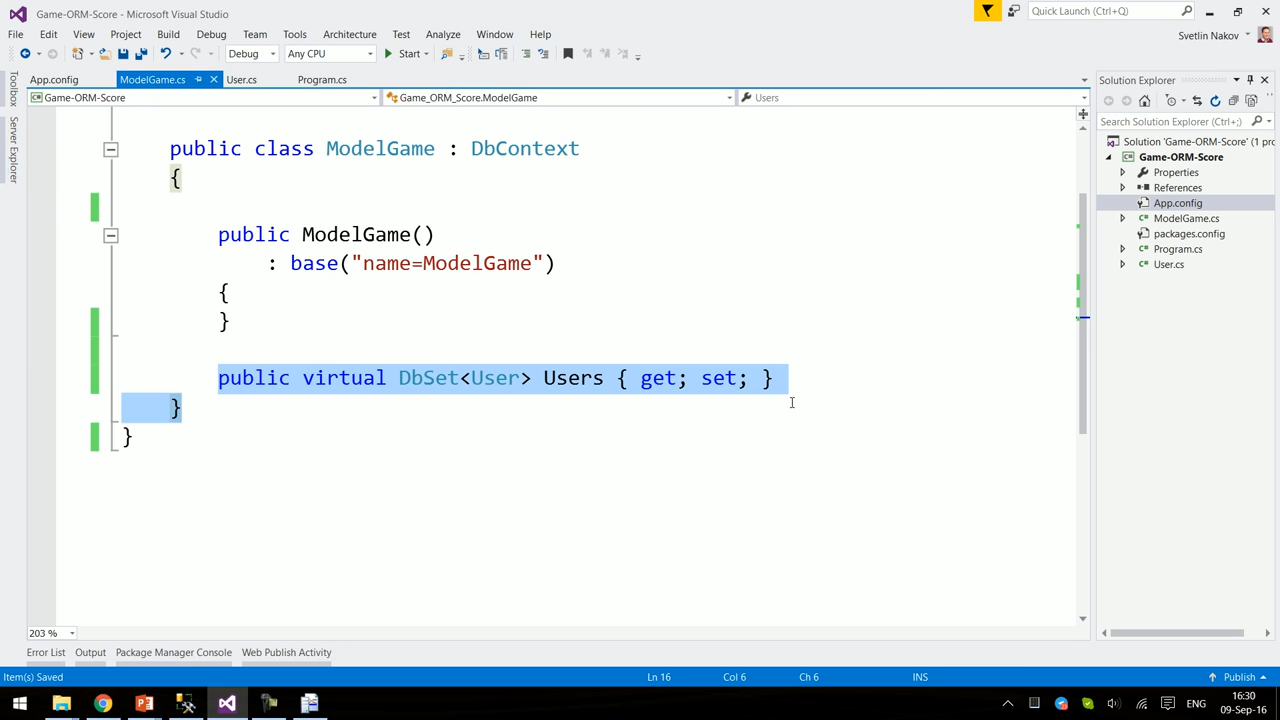 Game-ORM-Score - Microsoft Visual Studio
Quick Launch (Ctrl+Q)
File Edit View Project Build Debug Team Tools Architecture Test Analyze Window Help
Svetlin Nakov
Debug Any CPU Start
App.config ModelGame.cs User.cs Program.cs
Game-ORM-Score Game_ORM_Score.ModelGame Users
Toolbox
Server Explorer
public class ModelGame : DbContext
{
public ModelGame()
: base("name=ModelGame")
{
}
public virtual DbSet<User> Users { get; set; }
}
}
Solution Explorer
Search Solution Explorer (Ctrl+;)
Solution 'Game-ORM-Score' (1 pro
Game-ORM-Score
Properties
References
App.config
ModelGame.cs
packages.config
Program.cs
User.cs
203 %
Error List Output Package Manager Console Web Publish Activity
Item(s) Saved Ln 16 Col 6 Ch 6 INS Publish
ENG
16:30
09-Sep-16